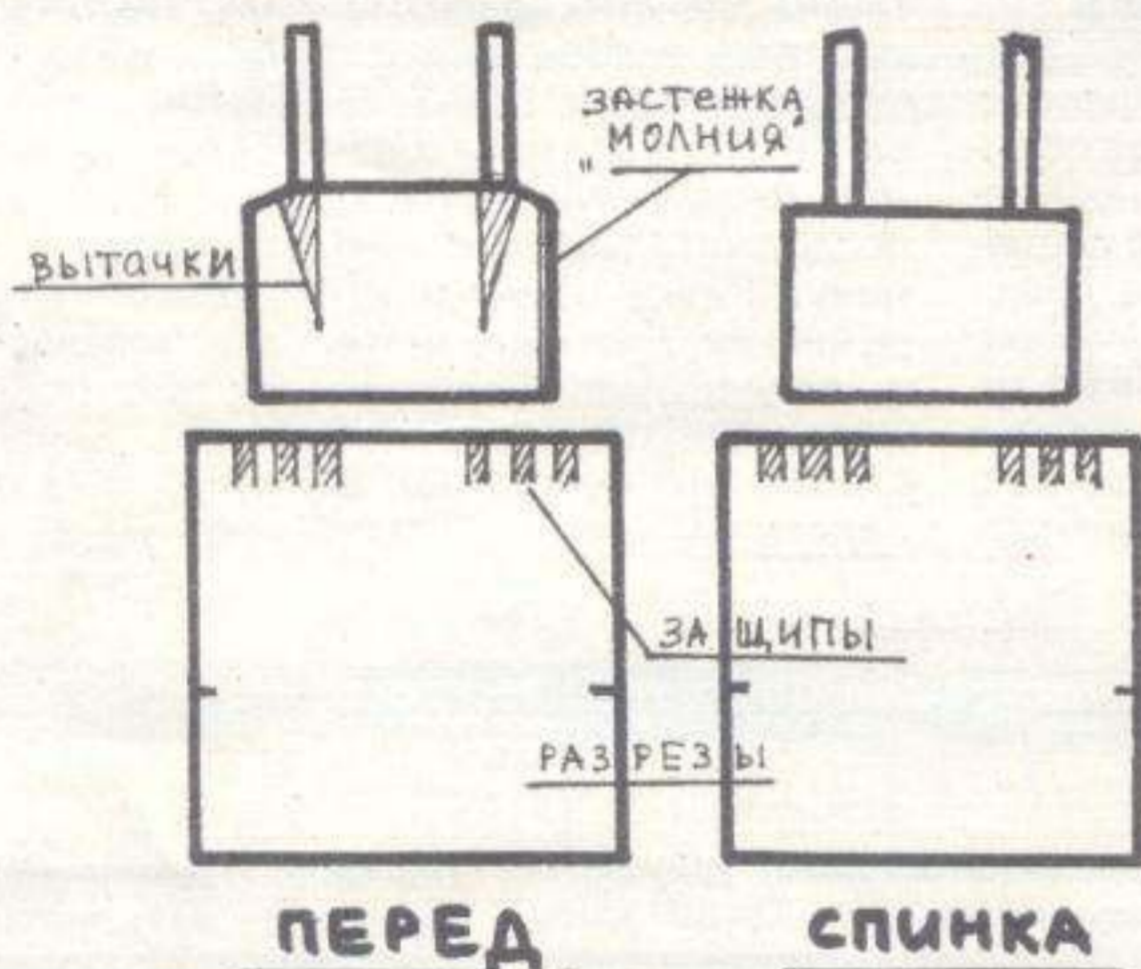 ЗАСТЕЖКА
„МОЛНИЯ“
ВЫТАЧКИ
ЗАЩИПЫ
РАЗРЕЗЫ
ПЕРЕД
СПИНКА